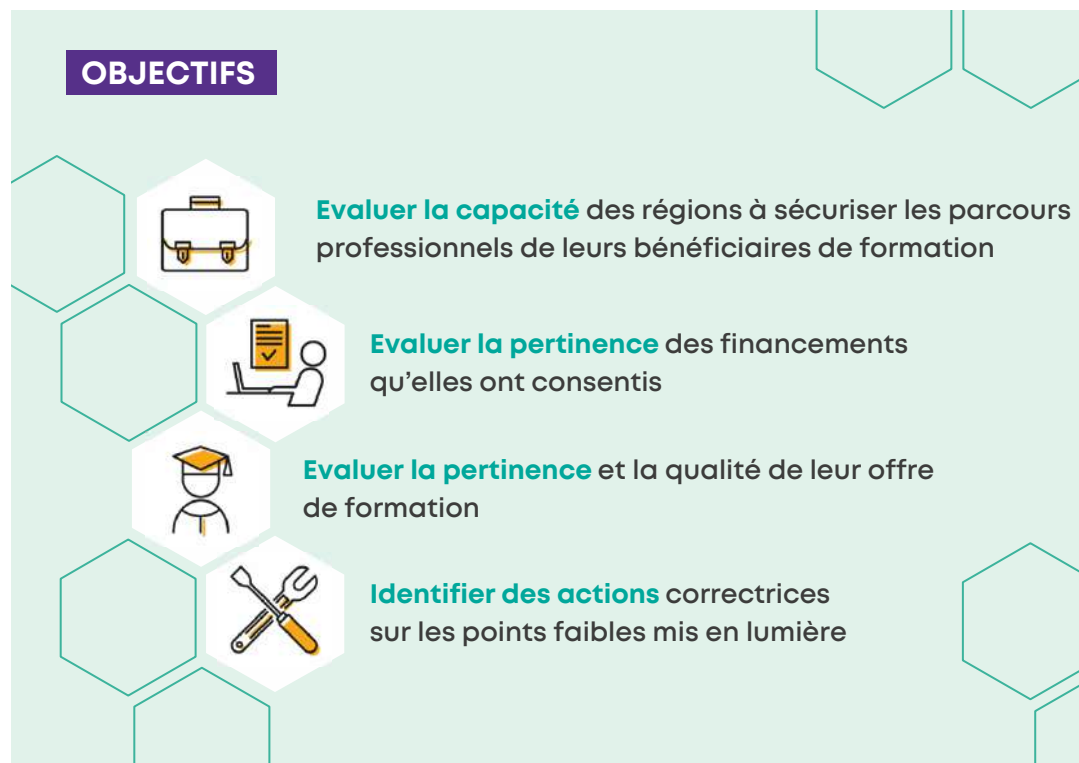 OBJECTIFS
Evaluer la capacité des régions à sécuriser les parcours
professionnels de leurs bénéficiaires de formation
Evaluer la pertinence des financements
qu’elles ont consentis
Evaluer la pertinence et la qualité de leur offre
de formation
Identifier des actions correctrices
sur les points faibles mis en lumière